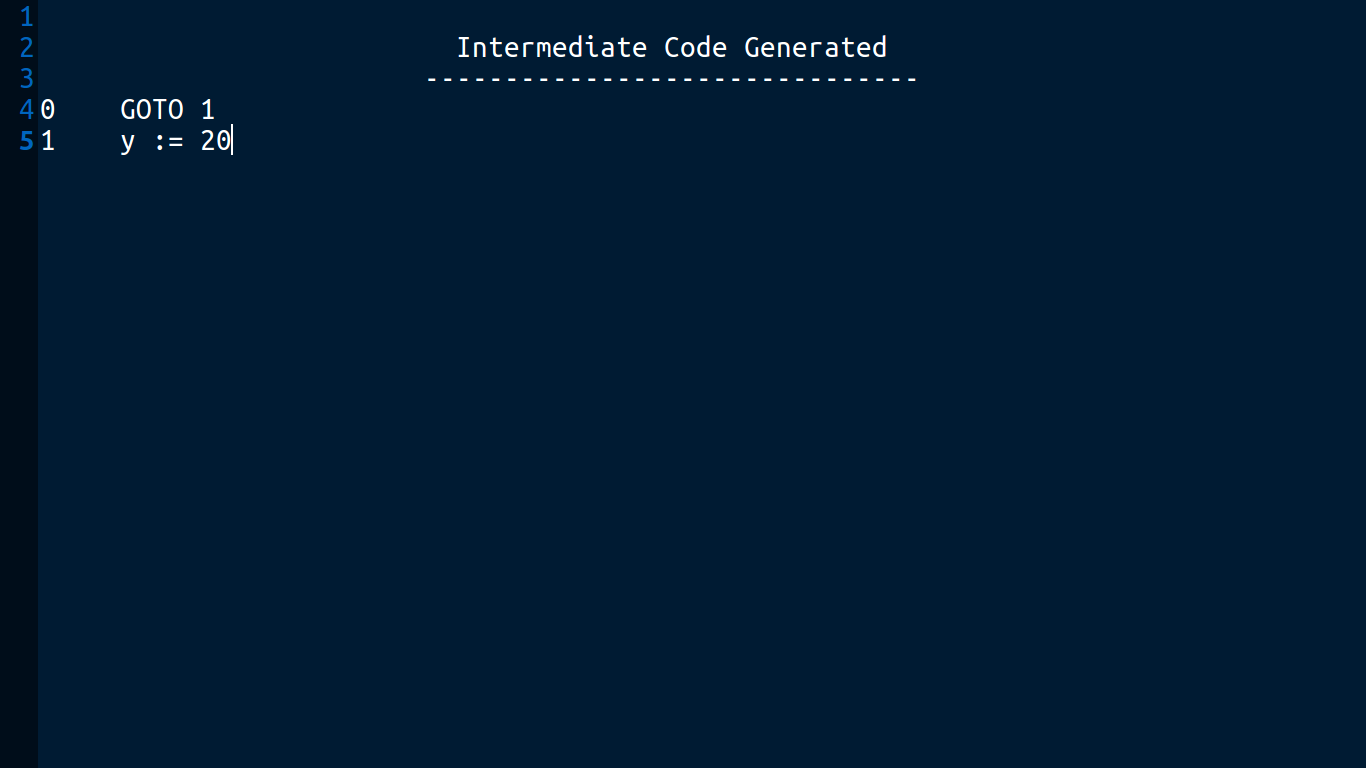 1
2 Intermediate Code Generated
3 -------------------------------
4 0 GOTO 1
5 1 y := 20